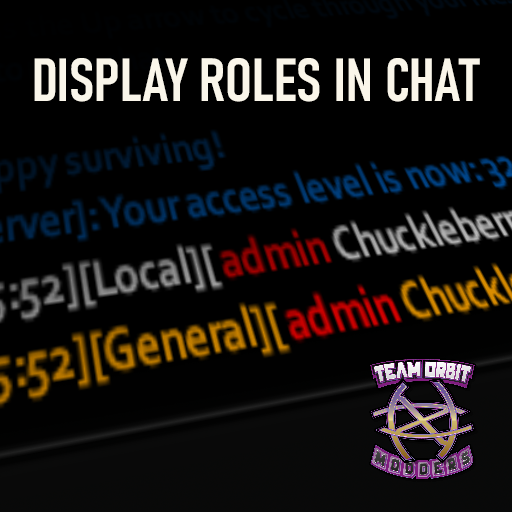 DISPLAY ROLES IN CHAT
ppy surviving!
erver]: Your access level is now: 32
5:52][Local][admin Chuckleberr
5:52][General][admin Chuckle
TEAM ORBIT
MODDERS